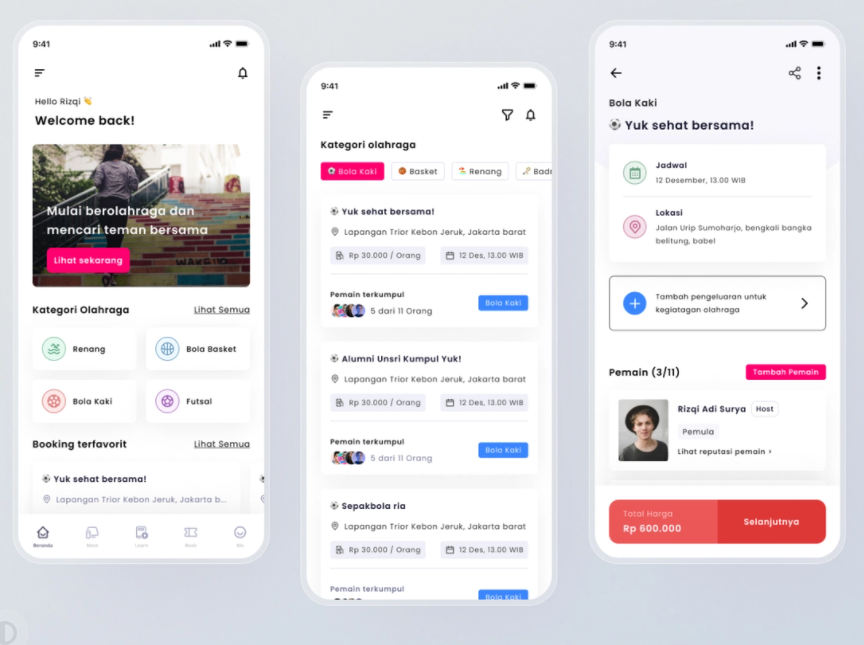 9:41
Hello Rizqi 👋
Welcome back!
Mulai berolahraga dan
mencari teman bersama
Lihat sekarang
Kategori Olahraga
Lihat Semua
Renang
Bola Basket
Bola Kaki
Futsal
Booking terfavorit
Lihat Semua
Yuk sehat bersama!
Lapangan Trior Kebon Jeruk, Jakarta b...
Beranda
9:41
Kategori olahraga
Bola Kaki
Basket
Renang
Badr
Yuk sehat bersama!
Lapangan Trior Kebon Jeruk, Jakarta barat
Rp 30.000 / Orang
12 Des, 13.00 WIB
Pemain terkumpul
5 dari 11 Orang
Bola Kaki
Alumni Unsri Kumpul Yuk!
Lapangan Trior Kebon Jeruk, Jakarta barat
Rp 30.000 / Orang
12 Des, 13.00 WIB
Pemain terkumpul
5 dari 11 Orang
Bola Kaki
Sepakbola ria
Lapangan Trior Kebon Jeruk, Jakarta barat
Rp 30.000 / Orang
12 Des, 13.00 WIB
Pemain terkumpul
Bola Kaki
9:41
Bola Kaki
Yuk sehat bersama!
Jadwal
12 Desember, 13.00 WIB
Lokasi
Jalan Urip Sumoharjo, bengkali bangka
belitung, babel
Tambah pengeluaran untuk
kegiatagan olahraga
Pemain (3/11)
Tambah Pemain
Rizqi Adi Surya
Host
Pemula
Lihat reputasi pemain ›
Total Harga
Rp 600.000
Selanjutnya